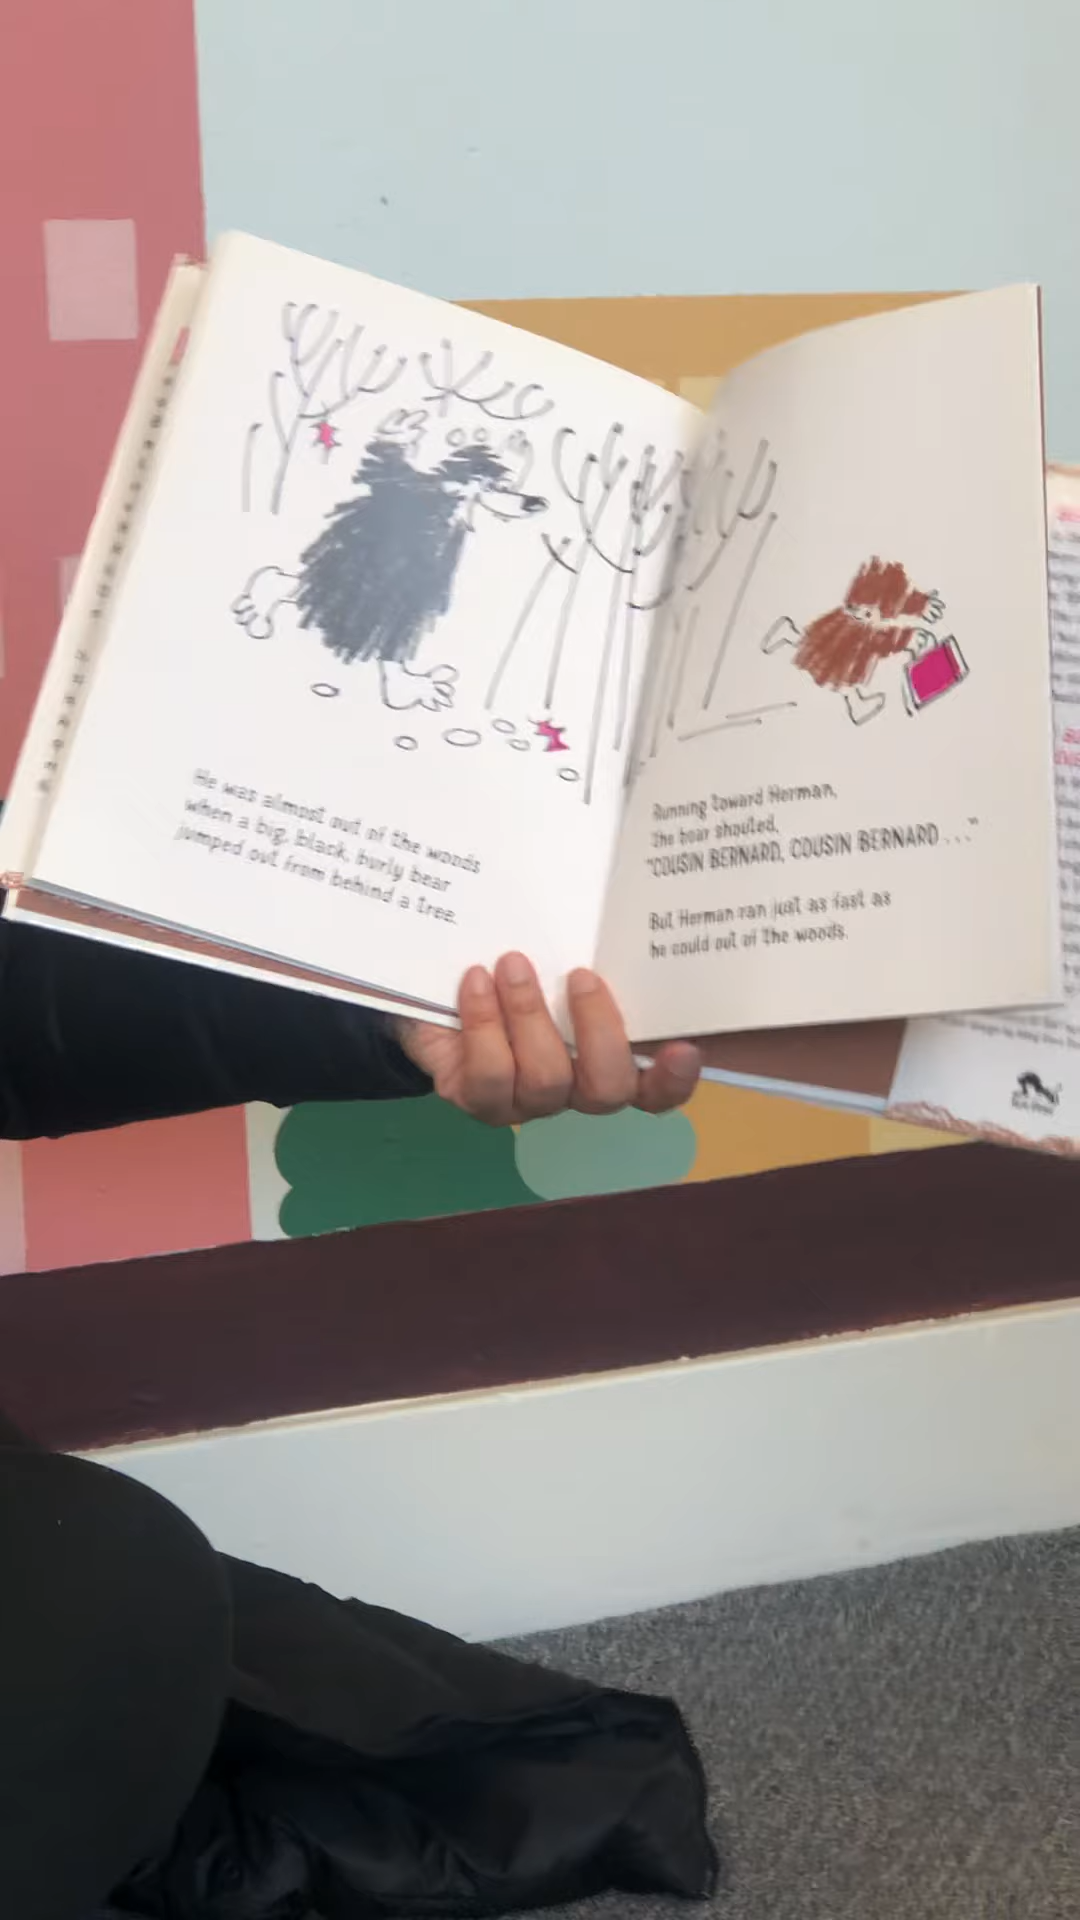 He was almost out of the woods
when a big, black, burly bear
jumped out from behind a tree.
Running toward Herman,
the bear shouted,
"COUSIN BERNARD, COUSIN BERNARD ..."
But Herman ran just as fast as
he could out of the woods.